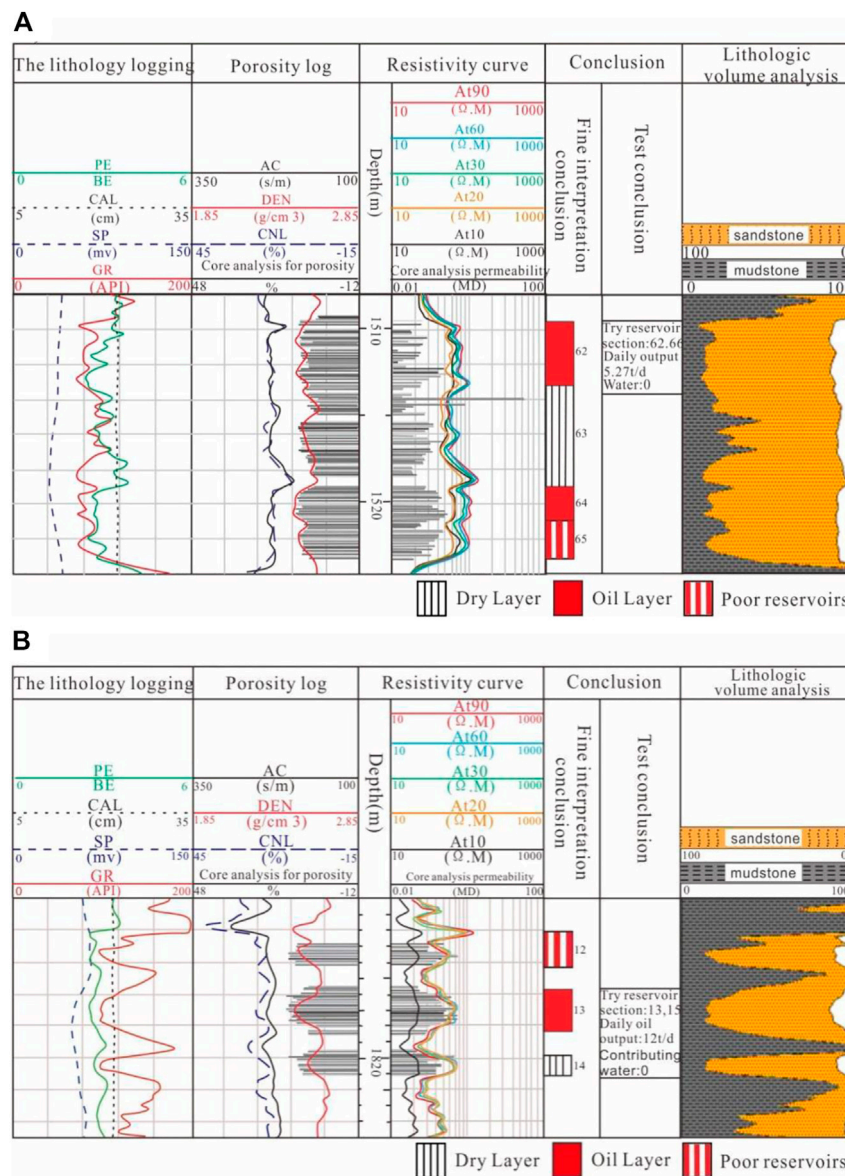 A
The lithology logging
Porosity log
Resistivity curve
Conclusion
Lithologic
volume analysis
PE
0 BE 6
CAL
5 (cm) 35
SP
0 (mv) 150
GR
0 (API) 200
AC
350 (s/m) 100
DEN
1.85 (g/cm 3) 2.85
CNL
45 (%) -15
Core analysis for porosity
48 % -12
Depth(m)
At90
10 (Ω.M) 1000
At60
10 (Ω.M) 1000
At30
10 (Ω.M) 1000
At20
10 (Ω.M) 1000
At10
10 (Ω.M) 1000
Core analysis permeability
0.01 (MD) 100
Fine interpretation
conclusion
Test conclusion
sandstone
100 0
mudstone
0 10
1510
1520
62
63
64
65
Try reservoir
section:62.66
Daily output
5.27t/d
Water:0
Dry Layer
Oil Layer
Poor reservoirs
B
The lithology logging
Porosity log
Resistivity curve
Conclusion
Lithologic
volume analysis
PE
0 BE 6
CAL
5 (cm) 35
SP
0 (mv) 150
GR
0 (API) 200
AC
350 (s/m) 100
DEN
1.85 (g/cm 3) 2.85
CNL
45 (%) -15
Core analysis for porosity
48 % -12
Depth(m)
At90
10 (Ω.M) 1000
At60
10 (Ω.M) 1000
At30
10 (Ω.M) 1000
At20
10 (Ω.M) 1000
At10
10 (Ω.M) 1000
Core analysis permeability
0.01 (MD) 100
Fine interpretation
conclusion
Test conclusion
sandstone
100 0
mudstone
0 100
1820
12
13
14
Try reservoir
section:13,15
Daily oil
output:12t/d
Contributing
water:0
Dry Layer
Oil Layer
Poor reservoirs